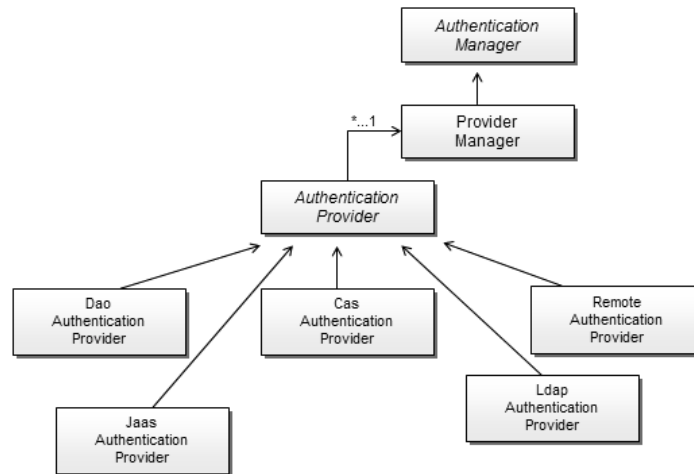 Authentication
Manager
*...1
Provider
Manager
Authentication
Provider
Dao
Authentication
Provider
Cas
Authentication
Provider
Remote
Authentication
Provider
Jaas
Authentication
Provider
Ldap
Authentication
Provider